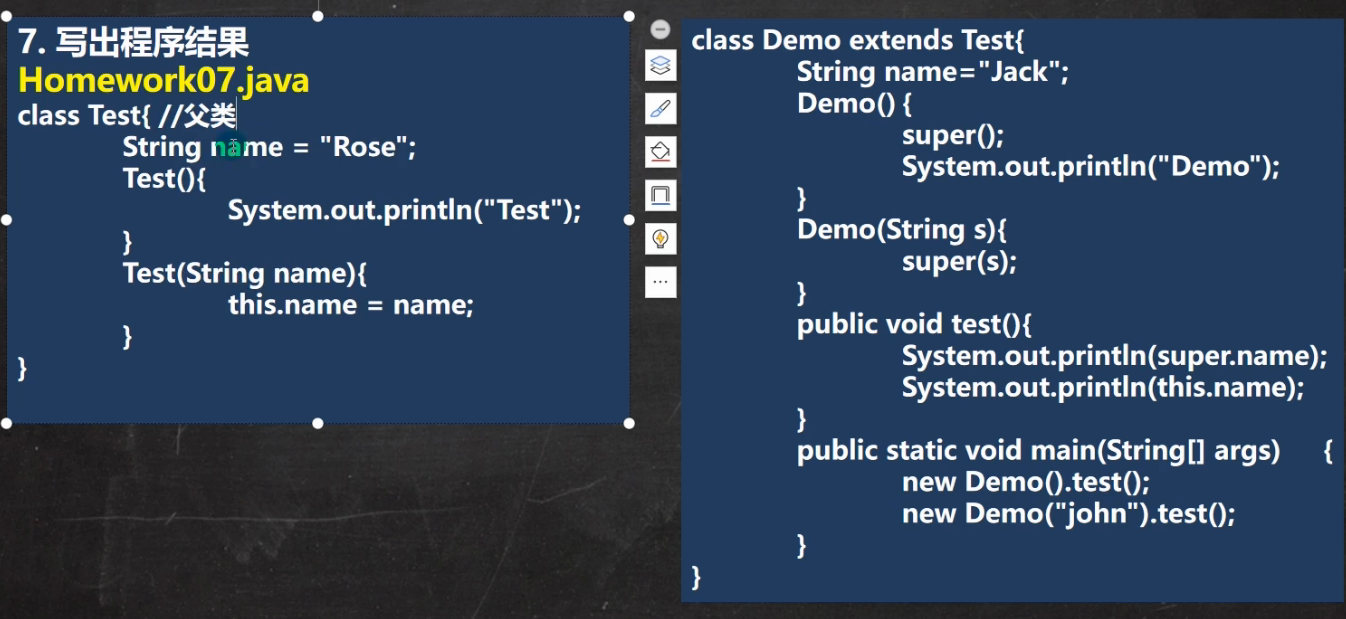 7. 写出程序结果
Homework07.java
class Test{ //父类
String name = "Rose";
Test(){
System.out.println("Test");
}
Test(String name){
this.name = name;
}
}
class Demo extends Test{
String name="Jack";
Demo() {
super();
System.out.println("Demo");
}
Demo(String s){
super(s);
}
public void test(){
System.out.println(super.name);
System.out.println(this.name);
}
public static void main(String[] args) {
new Demo().test();
new Demo("john").test();
}
}